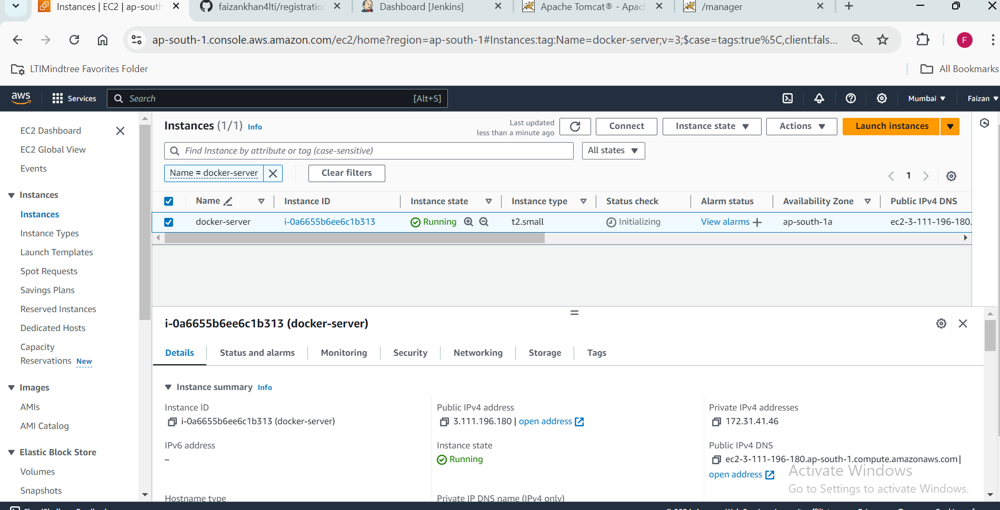 Instances | EC2 | ap-south
faizankhan4lti/registratio
Dashboard [Jenkins]
Apache Tomcat® - Apac
/manager
ap-south-1.console.aws.amazon.com/ec2/home?region=ap-south-1#Instances:tag:Name=docker-server;v=3;$case=tags:true%5C,client:fals...
F
LTIMindtree Favorites Folder
All Bookmarks
aws
Services
Search
[Alt+S]
Mumbai
Faizan
EC2 Dashboard
EC2 Global View
Events
Instances
Instances
Instance Types
Launch Templates
Spot Requests
Savings Plans
Reserved Instances
Dedicated Hosts
Capacity
Reservations New
Images
AMIs
AMI Catalog
Elastic Block Store
Volumes
Snapshots
Instances (1/1) Info
Last updated
less than a minute ago
Connect
Instance state
Actions
Launch instances
Find Instance by attribute or tag (case-sensitive)
All states
Name = docker-server
Clear filters
1
Name
Instance ID
Instance state
Instance type
Status check
Alarm status
Availability Zone
Public IPv4 DNS
docker-server
i-0a6655b6ee6c1b313
Running
t2.small
Initializing
View alarms
ap-south-1a
ec2-3-111-196-180.
i-0a6655b6ee6c1b313 (docker-server)
Details
Status and alarms
Monitoring
Security
Networking
Storage
Tags
Instance summary Info
Instance ID
i-0a6655b6ee6c1b313 (docker-server)
Public IPv4 address
3.111.196.180 | open address
Private IPv4 addresses
172.31.41.46
IPv6 address
–
Instance state
Running
Public IPv4 DNS
ec2-3-111-196-180.ap-south-1.compute.amazonaws.com |
open address
Hostname type
Private IP DNS name (IPv4 only)
Activate Windows
Go to Settings to activate Windows.